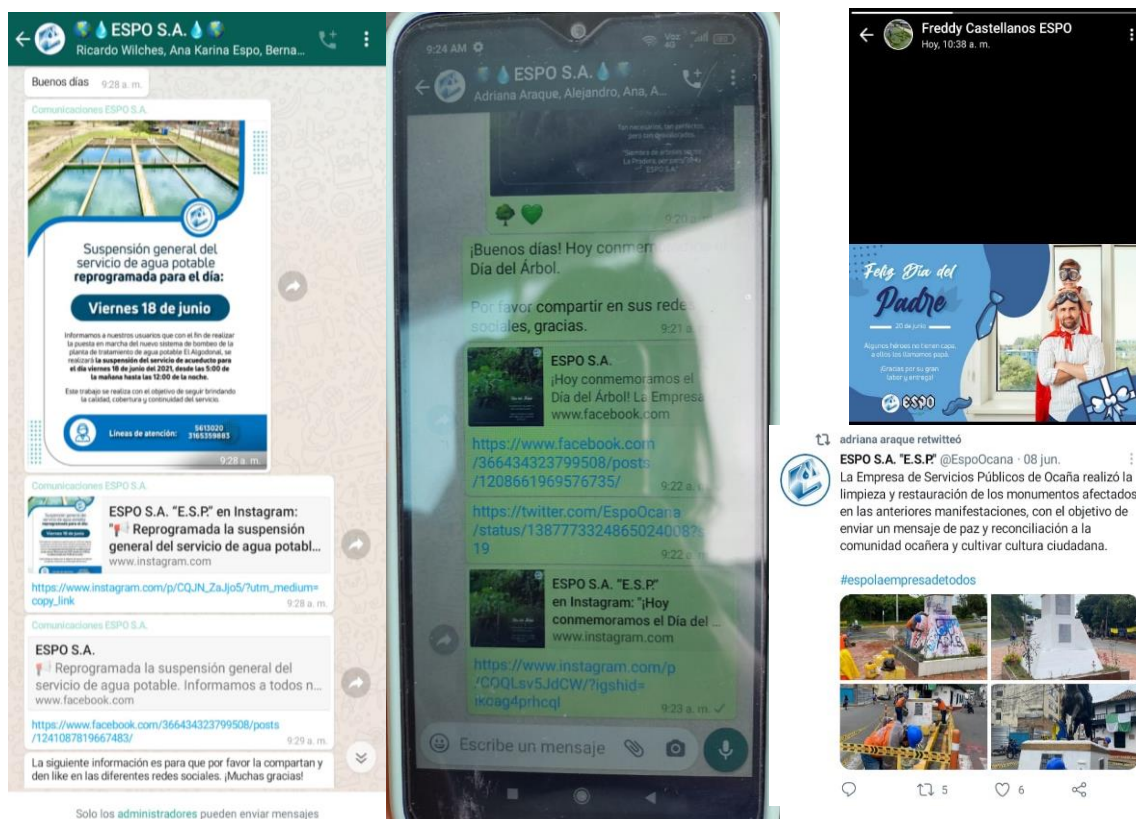 ESPO S.A.
Ricardo Wilches, Ana Karina Espo, Berna...
Buenos días 9:28 a. m.
Comunicaciones ESPO S.A.
Suspensión general del
servicio de agua potable
reprogramada para el día:
Viernes 18 de junio
Informamos a nuestros usuarios que con el fin de realizar
la puesta en marcha del nuevo sistema de bombeo de la
planta de tratamiento de agua potable El Algodonal, se
realizará la suspensión del servicio de acueducto para
el día viernes 18 de junio del 2021, desde las 5:00 de
la mañana hasta las 12:00 de la noche.
Este trabajo se realiza con el objetivo de seguir brindando
la calidad, cobertura y continuidad del servicio.
Líneas de atención: 5613020
3165359883
9:28 a. m.
Comunicaciones ESPO S.A.
ESPO S.A. "E.S.P." en Instagram:
"📢 Reprogramada la suspensión
general del servicio de agua potabl...
www.instagram.com
https://www.instagram.com/p/CQJN_ZaJjo5/?utm_medium=
copy_link 9:28 a. m.
Comunicaciones ESPO S.A.
ESPO S.A.
📢 Reprogramada la suspensión general del
servicio de agua potable. Informamos a todos n...
www.facebook.com
https://www.facebook.com/366434323799508/posts
/1241087819667483/ 9:29 a. m.
La siguiente información es para que por favor la compartan y
den like en las diferentes redes sociales. ¡Muchas gracias!
Solo los administradores pueden enviar mensajes
9:24 AM
4G
ESPO S.A.
Adriana Araque, Alejandro, Ana, A...
Tan necesarios, tan perfectos,
ESPO S.A."
🌳💚 9:20 a.
¡Buenos días! Hoy conmem
Día del Árbol.
Por favor compartir en sus redes
sociales, gracias. 9:21 a.
ESPO S.A.
¡Hoy conmemoramos el
Día del Árbol! La Empresa
www.facebook.com
https://www.facebook.com
/366434323799508/posts
/1208661969576735/ 9:22 a.
https://twitter.com/EspoOcana
/status/1387773324865024008?s
19 9:22
ESPO S.A. "E.S.P."
en Instagram: "¡Hoy
conmemoramos el Día del ...
www.instagram.com
https://www.instagram.com/p
/COQLsv5JdCW/?igshid=
ikcag4prhcql 9:23 a. m.
Escribe un mensaje
Freddy Castellanos ESPO
Hoy, 10:38 a. m.
Feliz Día del
Padre
20 de junio
Algunos héroes no tienen capa,
a ellos los llamamos papá.
¡Gracias por su gran
labor y entrega!
ESPO
adriana araque retwitteó
ESPO S.A. "E.S.P." @EspoOcana · 08 jun.
La Empresa de Servicios Públicos de Ocaña realizó la
limpieza y restauración de los monumentos afectados
en las anteriores manifestaciones, con el objetivo de
enviar un mensaje de paz y reconciliación a la
comunidad ocañera y cultivar cultura ciudadana.
#espolaempresadetodos
5 6